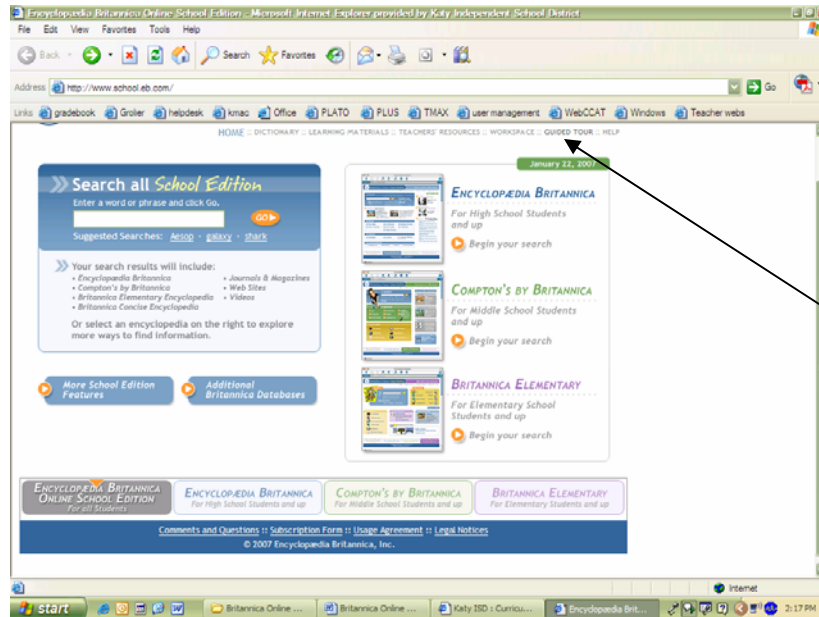 Encyclopædia Britannica Online School Edition - Microsoft Internet Explorer provided by Katy Independent School District
File Edit View Favorites Tools Help
Back Search Favorites
Address http://www.school.eb.com/ Go
Links gradebook Grolier helpdesk kmac Office PLATO PLUS TMAX user management WebCCAT Windows Teacher webs
HOME :: DICTIONARY :: LEARNING MATERIALS :: TEACHERS' RESOURCES :: WORKSPACE :: GUIDED TOUR :: HELP
January 22, 2007
Search all School Edition
Enter a word or phrase and click Go.
GO
Suggested Searches: Aesop · galaxy · shark
Your search results will include:
• Encyclopædia Britannica
• Compton's by Britannica
• Britannica Elementary Encyclopedia
• Britannica Concise Encyclopedia
• Journals & Magazines
• Web Sites
• Videos
Or select an encyclopedia on the right to explore
more ways to find information.
More School Edition
Features
Additional
Britannica Databases
ENCYCLOPÆDIA BRITANNICA
For High School Students
and up
Begin your search
COMPTON'S BY BRITANNICA
For Middle School Students
and up
Begin your search
BRITANNICA ELEMENTARY
For Elementary School
Students and up
Begin your search
ENCYCLOPÆDIA BRITANNICA
ONLINE SCHOOL EDITION
For all Students
ENCYCLOPÆDIA BRITANNICA
For High School Students and up
COMPTON'S BY BRITANNICA
For Middle School Students and up
BRITANNICA ELEMENTARY
For Elementary Students and up
Comments and Questions :: Subscription Form :: Usage Agreement :: Legal Notices
© 2007 Encyclopædia Britannica, Inc.
Internet
start Britannica Online ... Britannica Online ... Katy ISD : Curricu... Encyclopaedia Brit... 2:17 PM